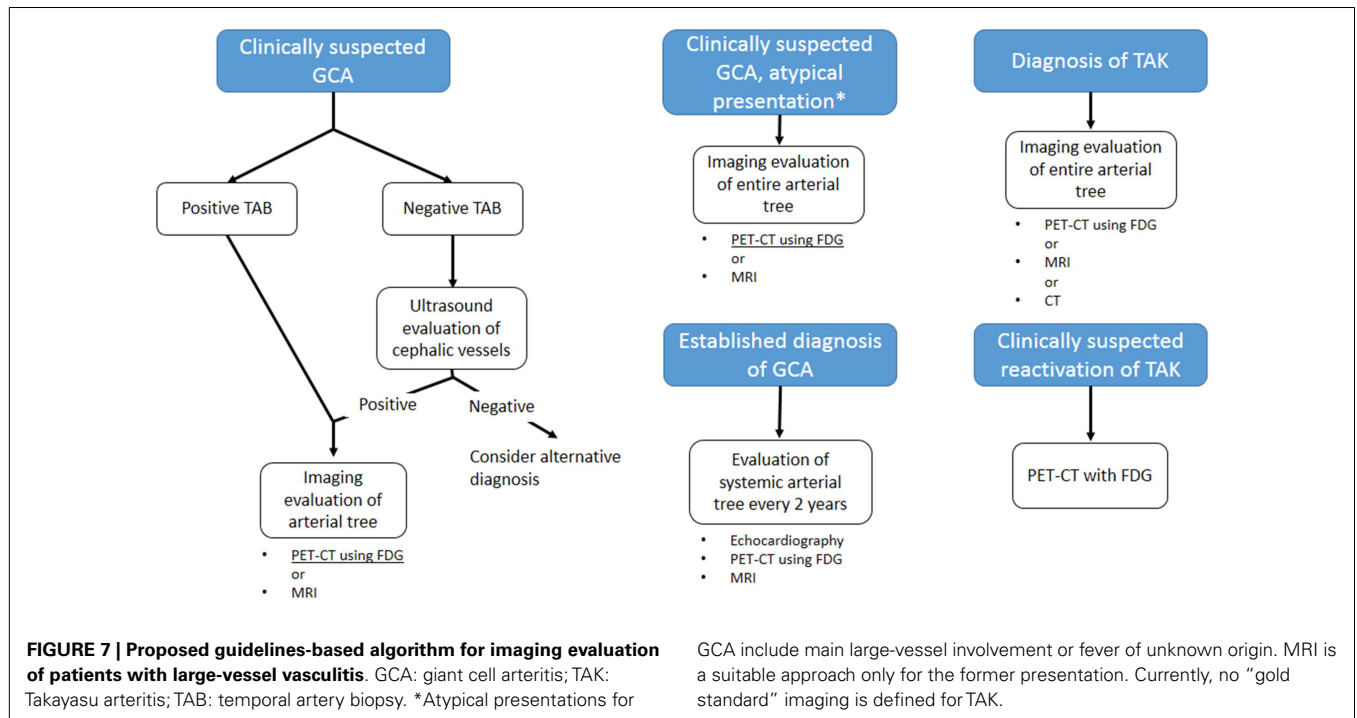 Clinically suspected
GCA
Positive TAB
Negative TAB
Ultrasound
evaluation of
cephalic vessels
Positive
Negative
Consider alternative
diagnosis
Imaging
evaluation of
arterial tree
• PET-CT using FDG
or
• MRI
Clinically suspected
GCA, atypical
presentation*
Imaging evaluation
of entire arterial
tree
• PET-CT using FDG
or
• MRI
Established diagnosis
of GCA
Evaluation of
systemic arterial
tree every 2 years
• Echocardiography
• PET-CT using FDG
• MRI
Diagnosis of TAK
Imaging evaluation
of entire arterial
tree
• PET-CT using FDG
or
• MRI
or
• CT
Clinically suspected
reactivation of TAK
PET-CT with FDG
FIGURE 7 | Proposed guidelines-based algorithm for imaging evaluation
of patients with large-vessel vasculitis. GCA: giant cell arteritis; TAK:
Takayasu arteritis; TAB: temporal artery biopsy. *Atypical presentations for
GCA include main large-vessel involvement or fever of unknown origin. MRI is
a suitable approach only for the former presentation. Currently, no “gold
standard” imaging is defined for TAK.